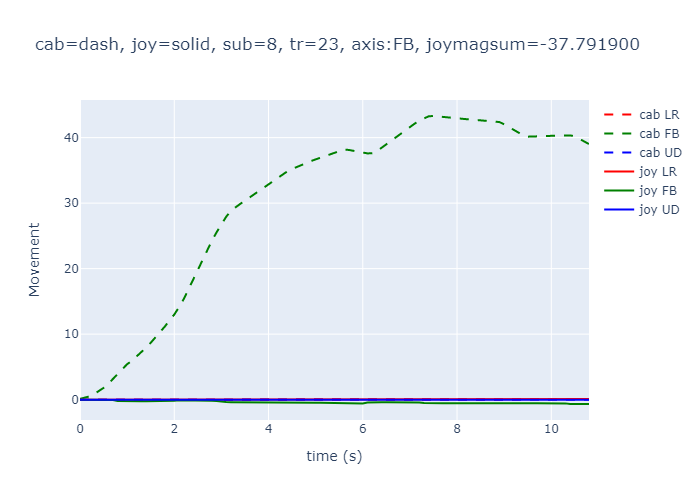 cab=dash, joy=solid, sub=8, tr=23, axis:FB, joymagsum=-37.791900
cab LR
cab FB
cab UD
joy LR
joy FB
joy UD
Movement
40
30
20
10
0
0 2 4 6 8 10
time (s)